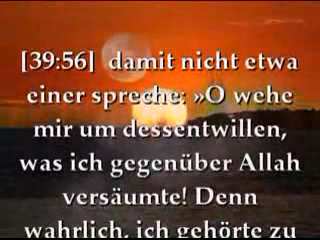 [39:56] damit nicht etwa
einer spreche: »O wehe
mir um dessentwillen,
was ich gegenüber Allah
versäumte! Denn
wahrlich, ich gehörte zu